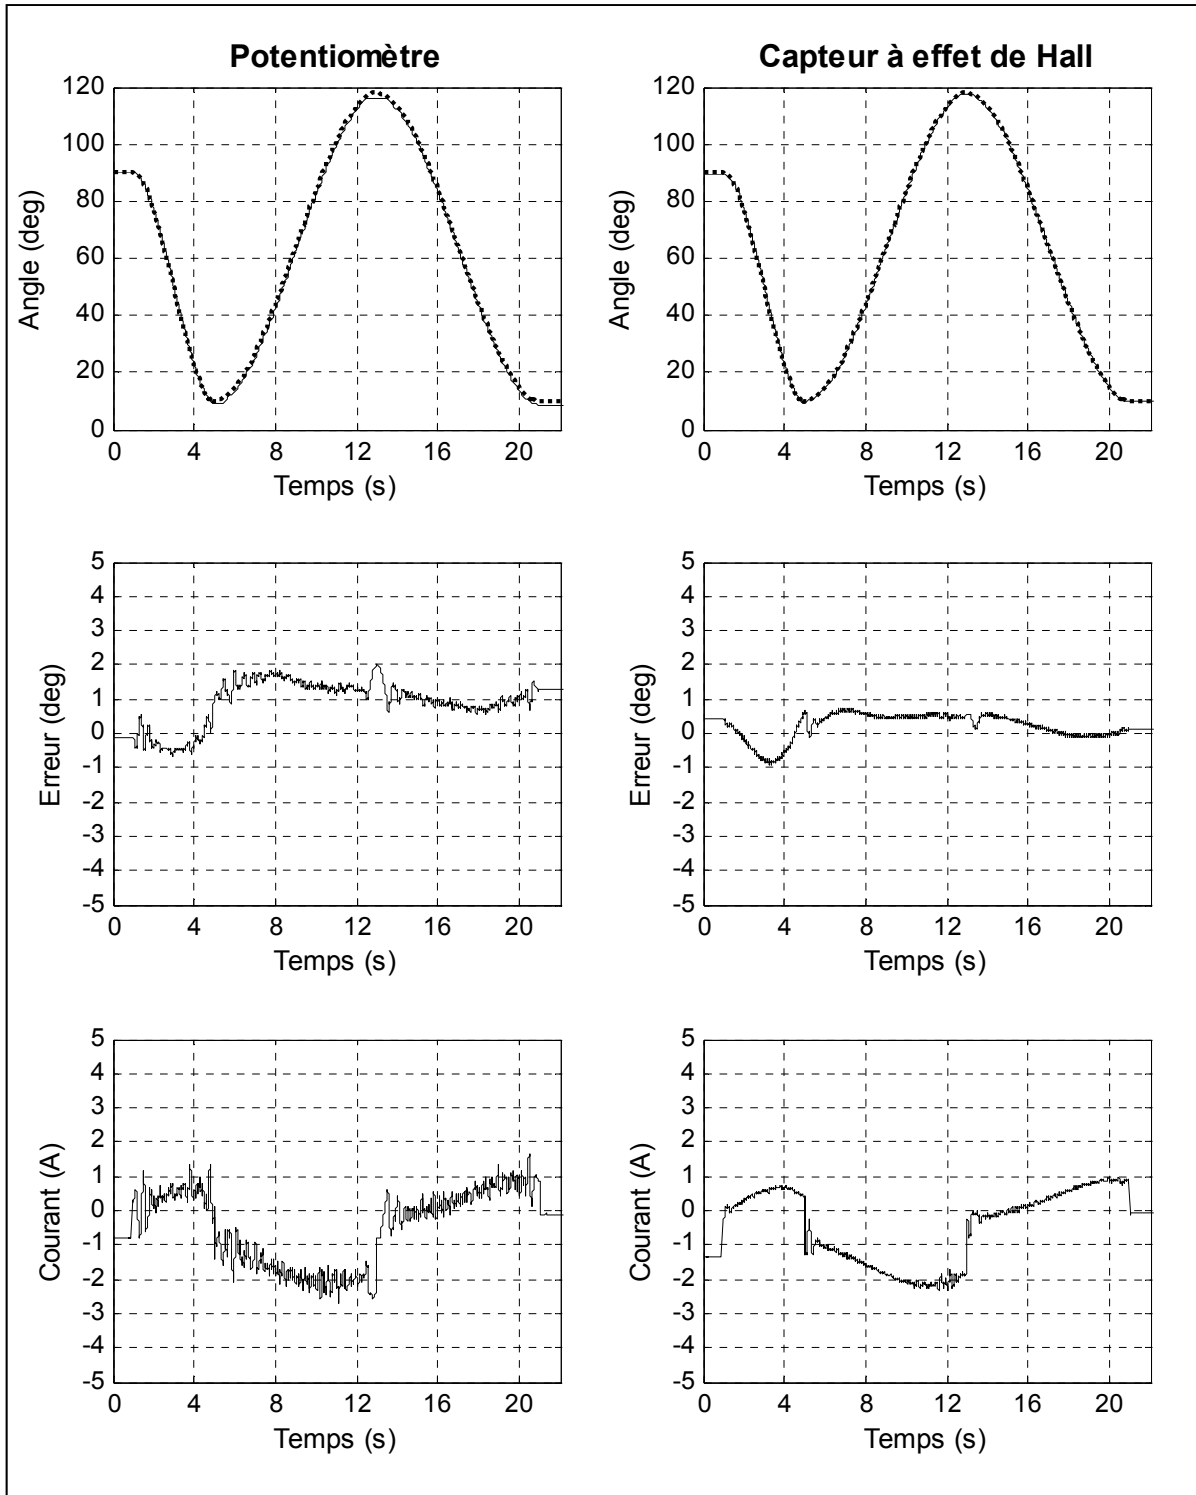 Potentiomètre
Capteur à effet de Hall
Angle (deg)
120
100
80
60
40
20
0
0 4 8 12 16 20
Temps (s)
Angle (deg)
120
100
80
60
40
20
0
0 4 8 12 16 20
Temps (s)
Erreur (deg)
5
4
3
2
1
0
-1
-2
-3
-4
-5
0 4 8 12 16 20
Temps (s)
Erreur (deg)
5
4
3
2
1
0
-1
-2
-3
-4
-5
0 4 8 12 16 20
Temps (s)
Courant (A)
5
4
3
2
1
0
-1
-2
-3
-4
-5
0 4 8 12 16 20
Temps (s)
Courant (A)
5
4
3
2
1
0
-1
-2
-3
-4
-5
0 4 8 12 16 20
Temps (s)